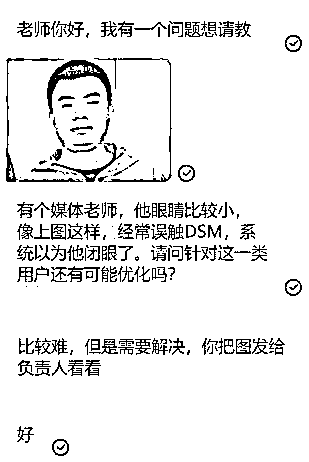 老师你好，我有一个问题想请教
有个媒体老师，他眼睛比较小，
像上图这样，经常误触DSM，系
统以为他闭眼了。请问针对这一类
用户还有可能优化吗？
比较难，但是需要解决，你把图发给
负责人看看
好